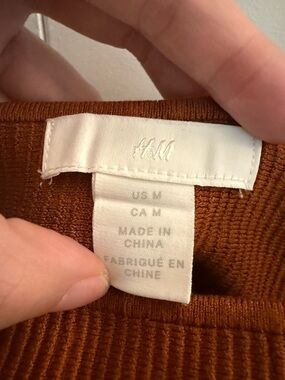 H&M
US M
CA M
MADE IN
CHINA
FABRIQUÉ EN
CHINE